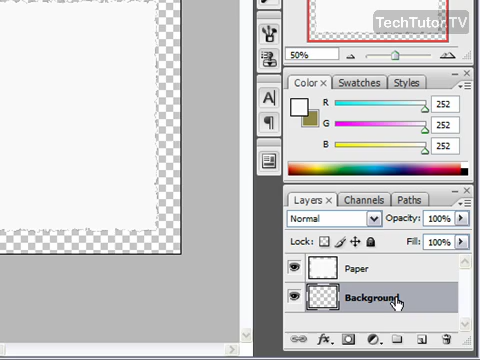 TechTutor.TV
50%
Color Swatches Styles
R 252
G 252
B 252
Layers Channels Paths
Normal Opacity: 100%
Lock: Fill: 100%
Paper
Background
A
fx